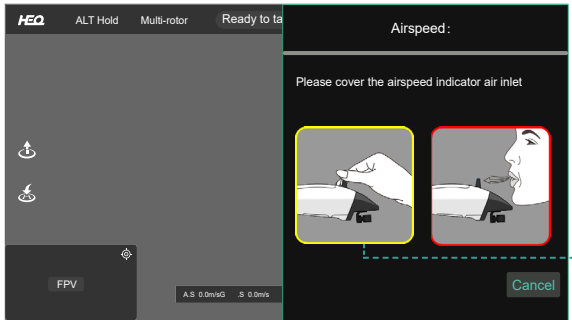 HEQ ALT Hold Multi-rotor Ready to ta
Airspeed:
Please cover the airspeed indicator air inlet
FPV
A.S 0.0m/sG .S 0.0m/s
Cancel